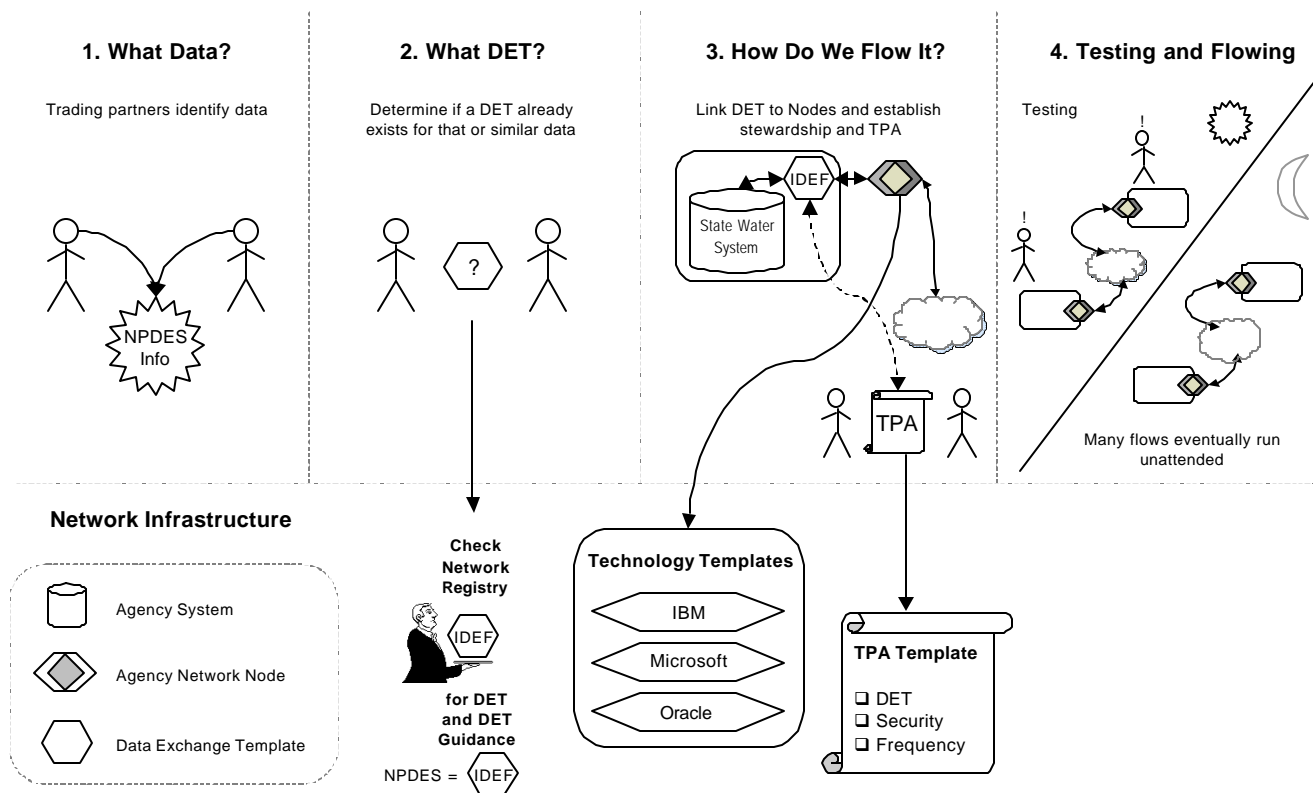 1. What Data?
Trading partners identify data
NPDES
Info
2. What DET?
Determine if a DET already
exists for that or similar data
?
3. How Do We Flow It?
Link DET to Nodes and establish
stewardship and TPA
IDEF
State Water
System
TPA
4. Testing and Flowing
Testing
!
!
Many flows eventually run
unattended
Network Infrastructure
Agency System
Agency Network Node
Data Exchange Template
Check
Network
Registry
IDEF
for DET
and DET
Guidance
NPDES = IDEF
Technology Templates
IBM
Microsoft
Oracle
TPA Template
❑ DET
❑ Security
❑ Frequency